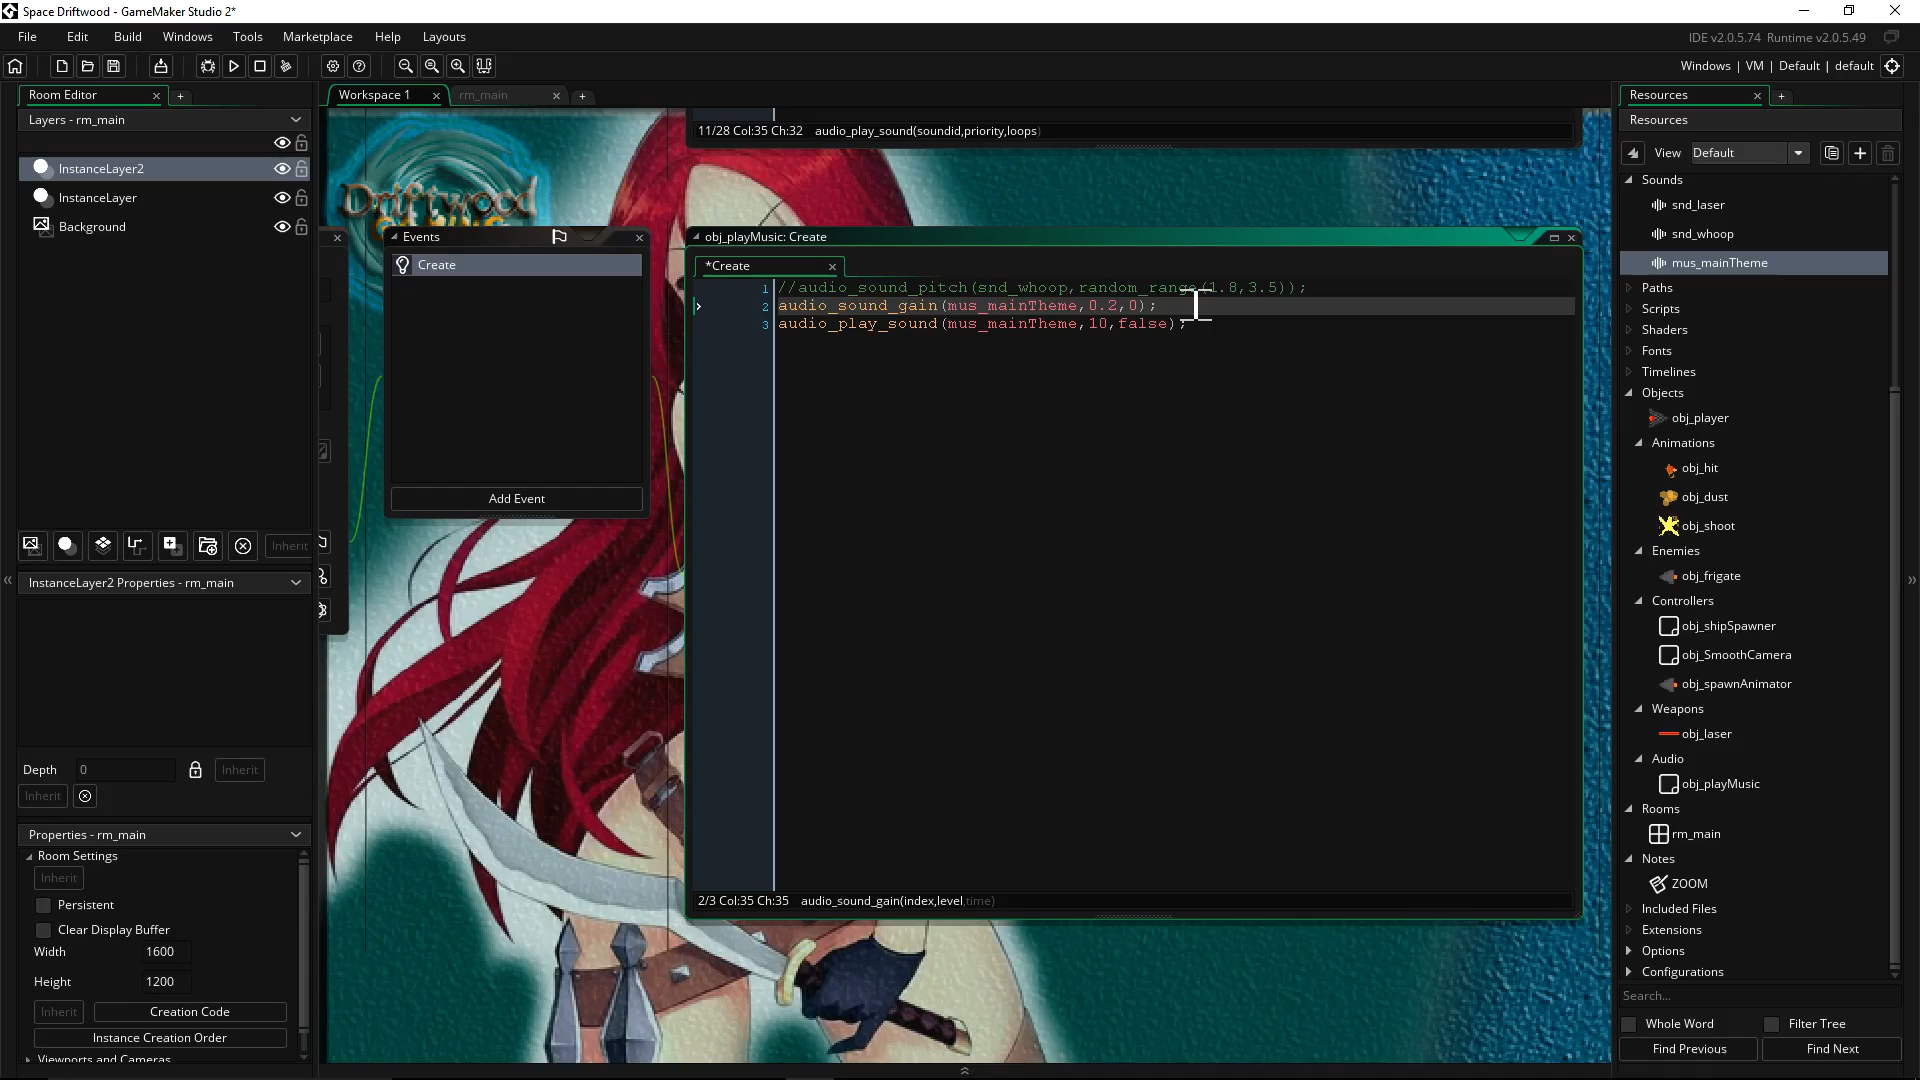 Space Driftwood - GameMaker Studio 2*
File Edit Build Windows Tools Marketplace Help Layouts
IDE v2.0.5.74 Runtime v2.0.5.49
Windows | VM | Default | default
Room Editor
Layers - rm_main
InstanceLayer2
InstanceLayer
Background
Inherit
InstanceLayer2 Properties - rm_main
Depth 0 Inherit
Inherit
Properties - rm_main
Room Settings
Inherit
Persistent
Clear Display Buffer
Width 1600
Height 1200
Inherit Creation Code
Instance Creation Order
Viewports and Cameras
Workspace 1
rm_main
11/28 Col:35 Ch:32 audio_play_sound(soundid,priority,loops)
Driftwood
Events
Create
Add Event
obj_playMusic: Create
*Create
1 //audio_sound_pitch(snd_whoop,random_range(1.8,3.5));
2 audio_sound_gain(mus_mainTheme,0.2,0);
3 audio_play_sound(mus_mainTheme,10,false);
2/3 Col:35 Ch:35 audio_sound_gain(index,level,time)
Resources
Resources
View Default
Sounds
snd_laser
snd_whoop
mus_mainTheme
Paths
Scripts
Shaders
Fonts
Timelines
Objects
obj_player
Animations
obj_hit
obj_dust
obj_shoot
Enemies
obj_frigate
Controllers
obj_shipSpawner
obj_SmoothCamera
obj_spawnAnimator
Weapons
obj_laser
Audio
obj_playMusic
Rooms
rm_main
Notes
ZOOM
Included Files
Extensions
Options
Configurations
Search...
Whole Word Filter Tree
Find Previous Find Next